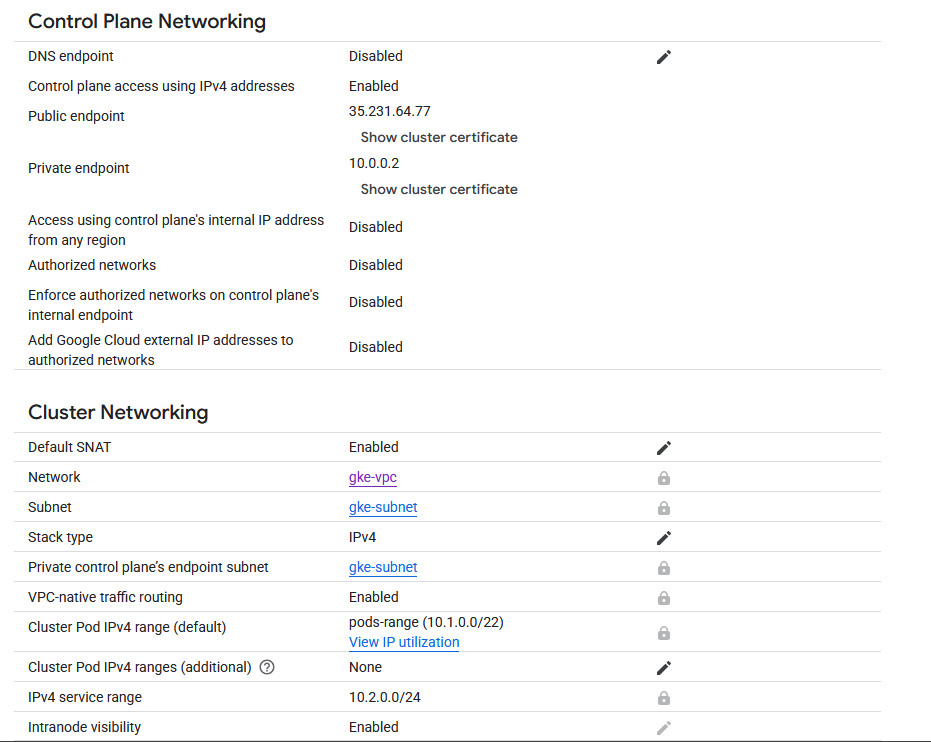 Control Plane Networking
DNS endpoint Disabled
Control plane access using IPv4 addresses Enabled
Public endpoint 35.231.64.77
Show cluster certificate
Private endpoint 10.0.0.2
Show cluster certificate
Access using control plane's internal IP address
from any region Disabled
Authorized networks Disabled
Enforce authorized networks on control plane's
internal endpoint Disabled
Add Google Cloud external IP addresses to
authorized networks Disabled
Cluster Networking
Default SNAT Enabled
Network gke-vpc
Subnet gke-subnet
Stack type IPv4
Private control plane’s endpoint subnet gke-subnet
VPC-native traffic routing Enabled
Cluster Pod IPv4 range (default) pods-range (10.1.0.0/22)
View IP utilization
Cluster Pod IPv4 ranges (additional) None
IPv4 service range 10.2.0.0/24
Intranode visibility Enabled